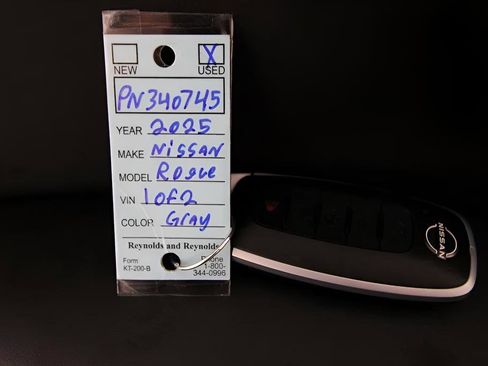 X
NEW USED
PN340745
YEAR 2025
MAKE NISSAN
MODEL Rogue
VIN 1 of 2
COLOR Gray
Reynolds and Reynolds
Form Phone
KT-200-B 1-800-
344-0996
NISSAN